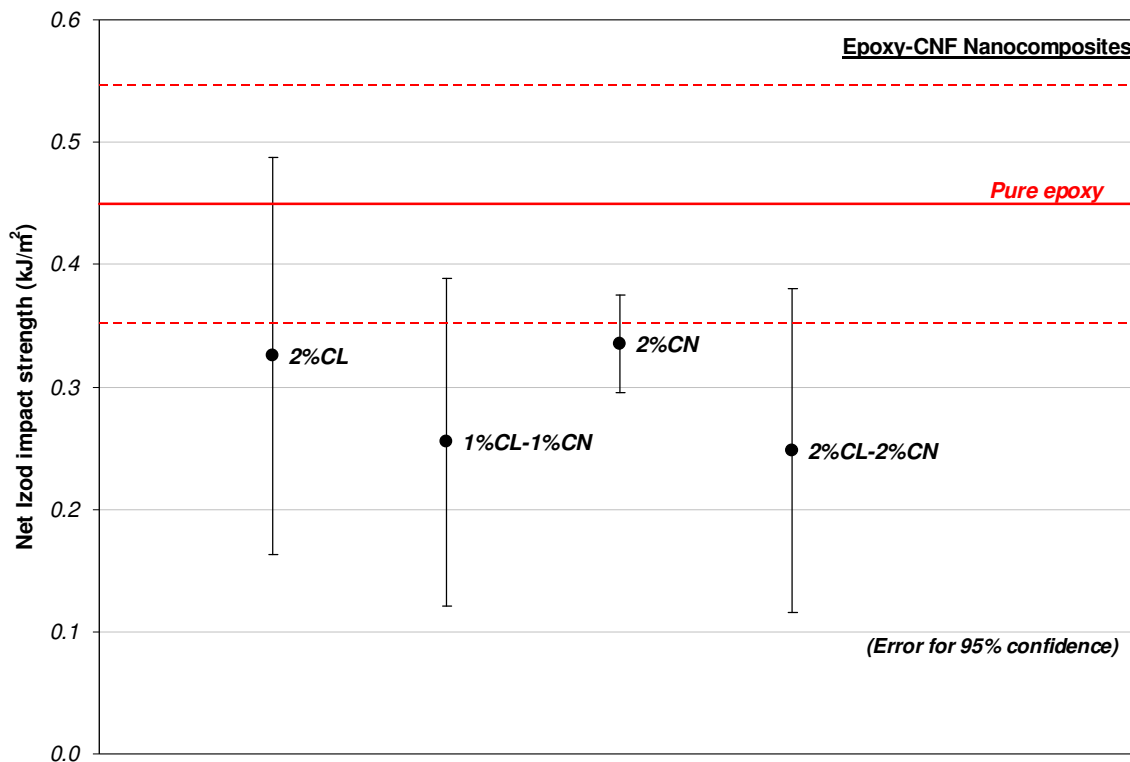 Epoxy-CNF Nanocomposites
Net Izod impact strength (kJ/m²)
0.6
0.5
0.4
0.3
0.2
0.1
0.0
Pure epoxy
2%CL
1%CL-1%CN
2%CN
2%CL-2%CN
(Error for 95% confidence)